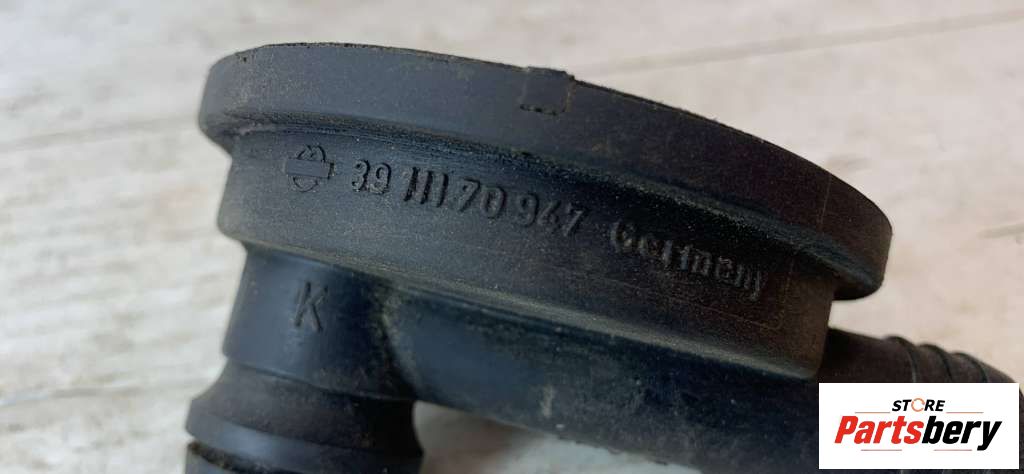 39 111 70 947 Germany
K
STORE
Partsbery